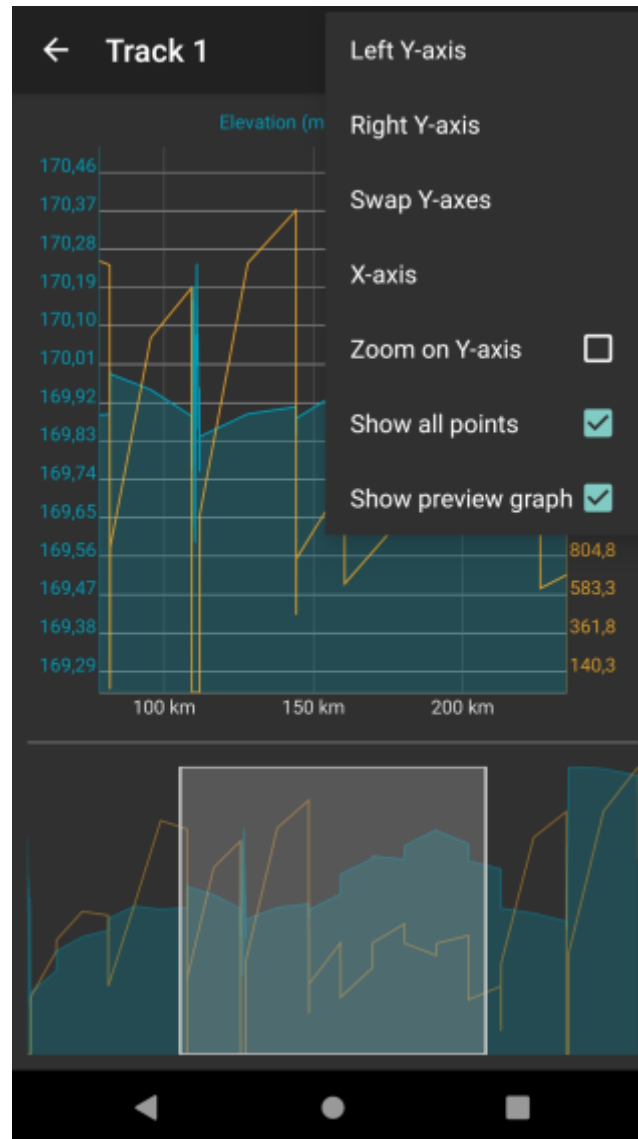 Track 1
Left Y-axis
Right Y-axis
Swap Y-axes
X-axis
Zoom on Y-axis
Show all points
Show preview graph
Elevation (m
170,46
170,37
170,28
170,19
170,10
170,01
169,92
169,83
169,74
169,65
169,56
169,47
169,38
169,29
804,8
583,3
361,8
140,3
100 km
150 km
200 km